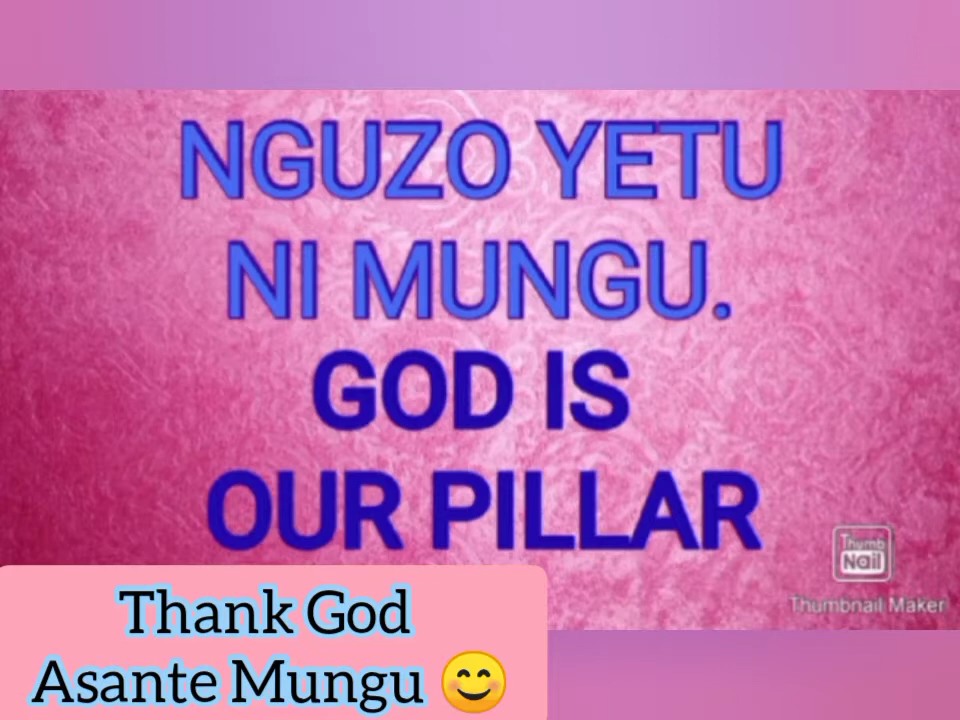 NGUZO YETU
NI MUNGU.
GOD IS
OUR PILLAR
Thumb
Nail
Thumbnail Maker
Thank God
Asante Mungu 😊